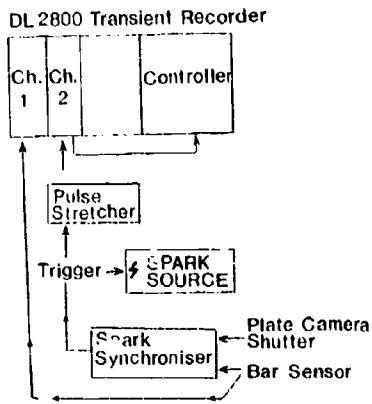 DL 2800 Transient Recorder
Ch. 1
Ch. 2
Controller
Pulse
Stretcher
Trigger
SPARK
SOURCE
Spark
Synchroniser
Plate Camera
Shutter
Bar Sensor